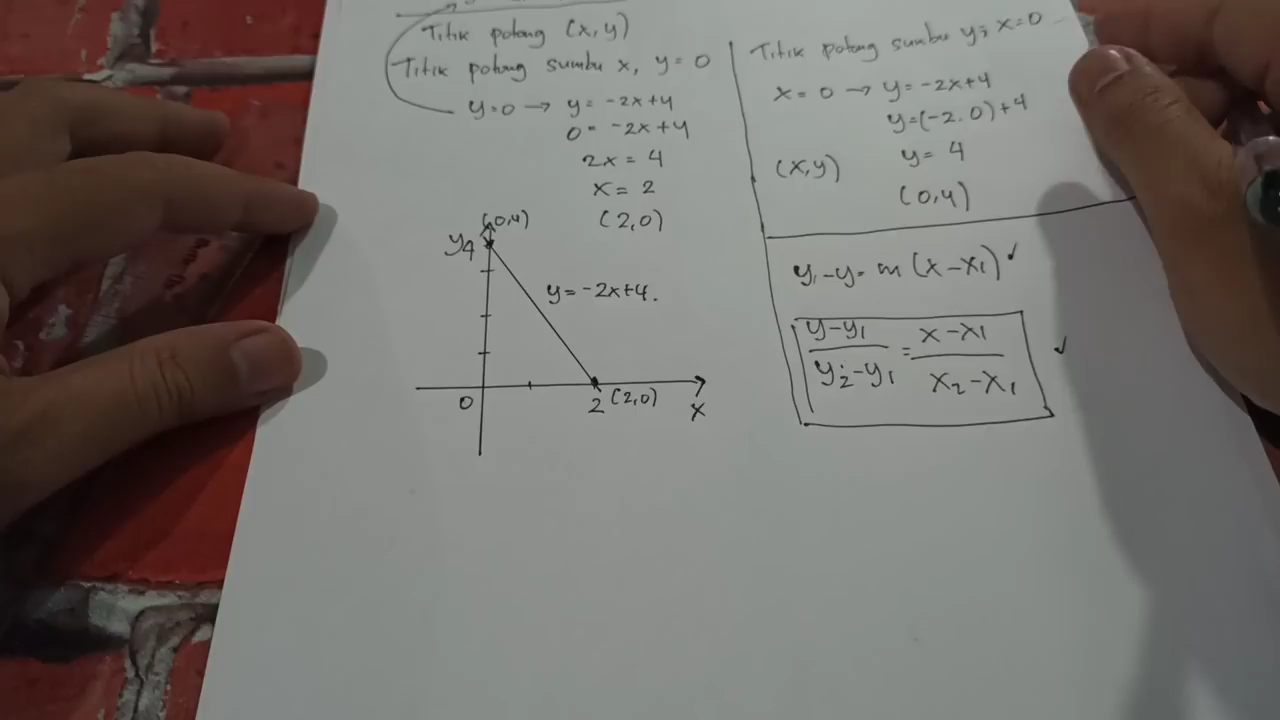 Titik potong (x,y)
Titik potong sumbu x, y = 0
y=0 → y = -2x+4
0 = -2x+4
2x = 4
x = 2
(2,0)
Titik potong sumbu y; x=0
x = 0 → y = -2x+4
y=(-2.0)+4
y = 4
(x,y)
(0,4)
y₁-y = m (x-x₁) ✓
y-y₁ / y₂-y₁ = x-x₁ / x₂-x₁ ✓
(0,4)
y 4
y=-2x+4.
0
2 (2,0)
x